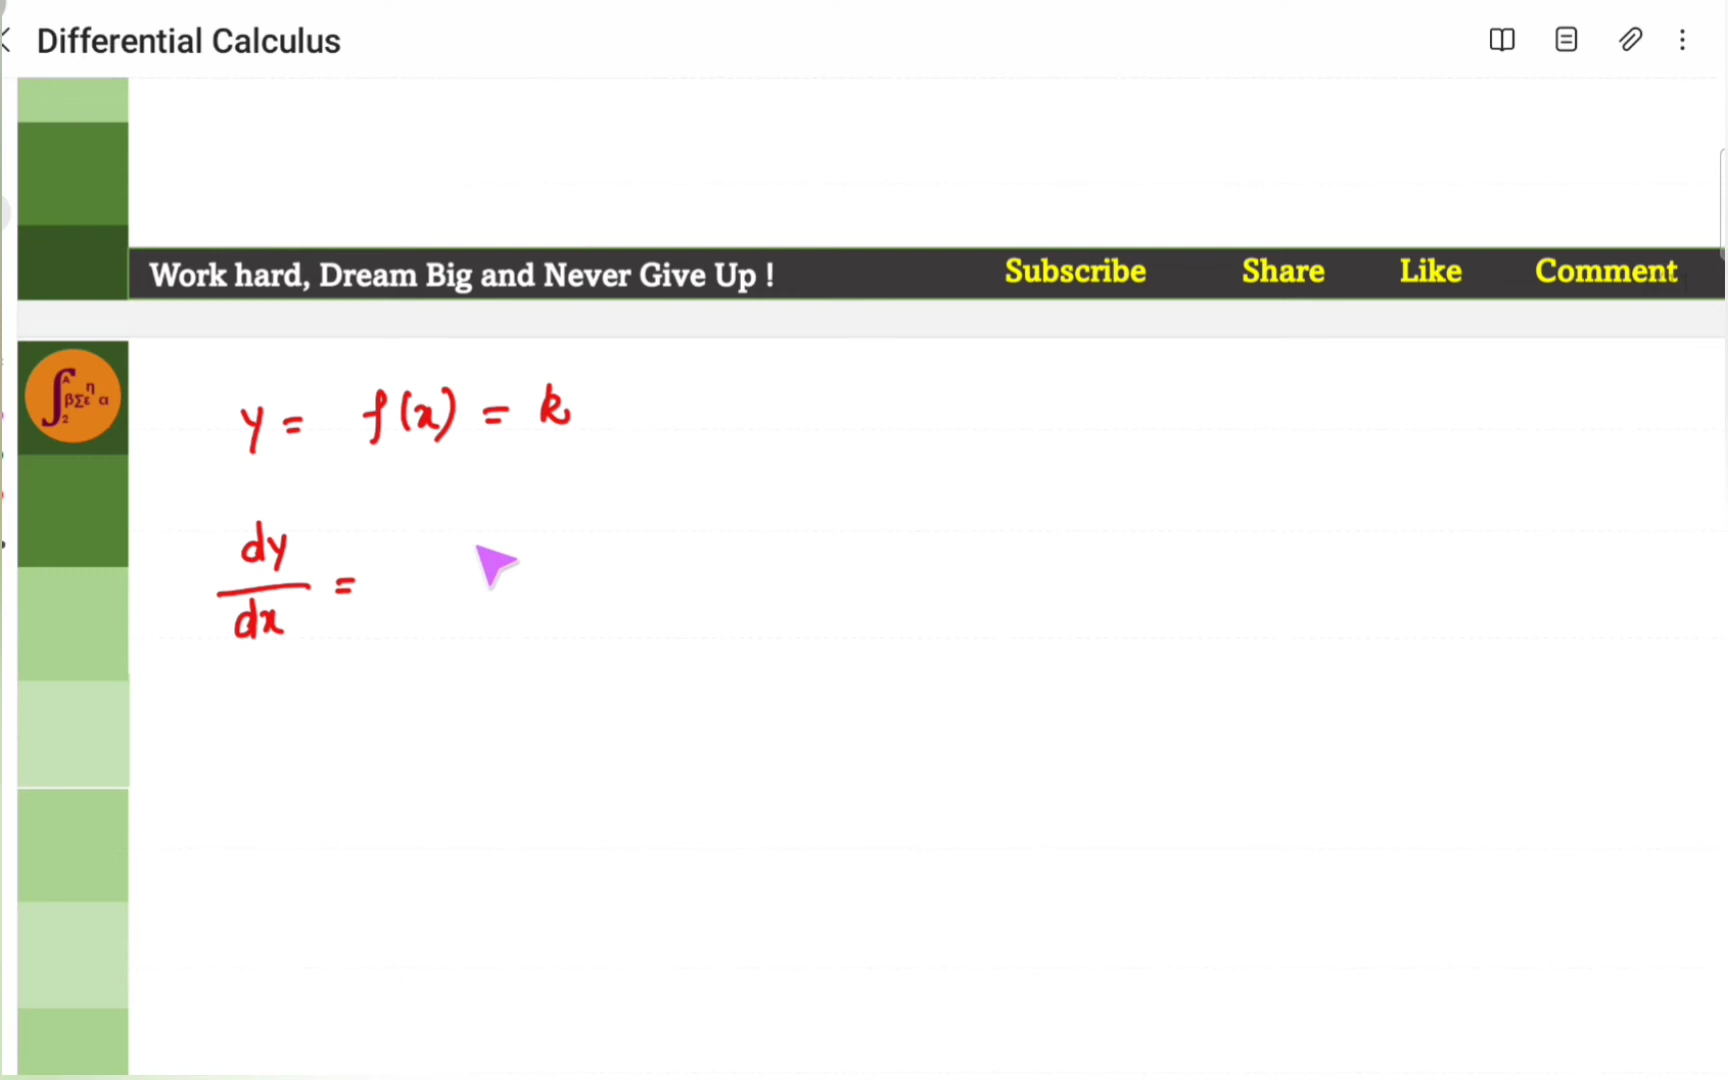 Differential Calculus
Work hard, Dream Big and Never Give Up ! Subscribe Share Like Comment
y = f(x) = k
dy
dx =